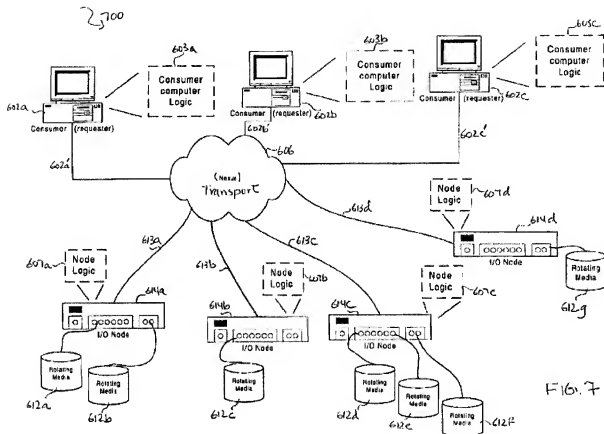 700
603a
Consumer computer Logic
603b
Consumer computer Logic
603c
Consumer computer Logic
602a
Consumer (requester)
Consumer (requester)
602b
Consumer (requester)
602c
602a'
602b'
602c'
606
(Nexus)
Transport
613a
613b
613c
613d
607a
Node Logic
614a
I/O Node
607b
Node Logic
614b
I/O Node
607c
Node Logic
614c
I/O Node
607d
Node Logic
614d
I/O Node
Rotating Media
612a
Rotating Media
612b
Rotating Media
612c
Rotating Media
612d
Rotating Media
612e
Rotating Media
612f
Rotating Media
612g
FIG. 7